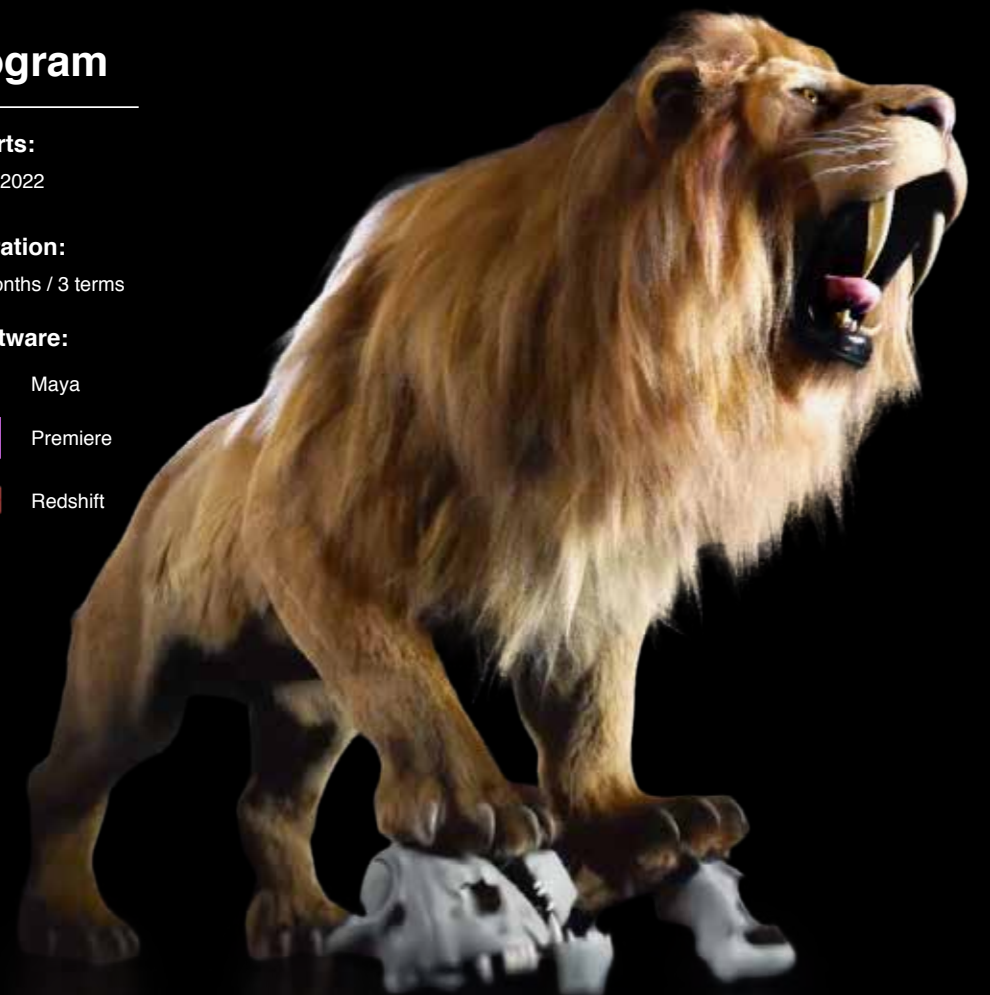 ogram
rts:
2022
ation:
onths / 3 terms
tware:
Maya
Premiere
Redshift